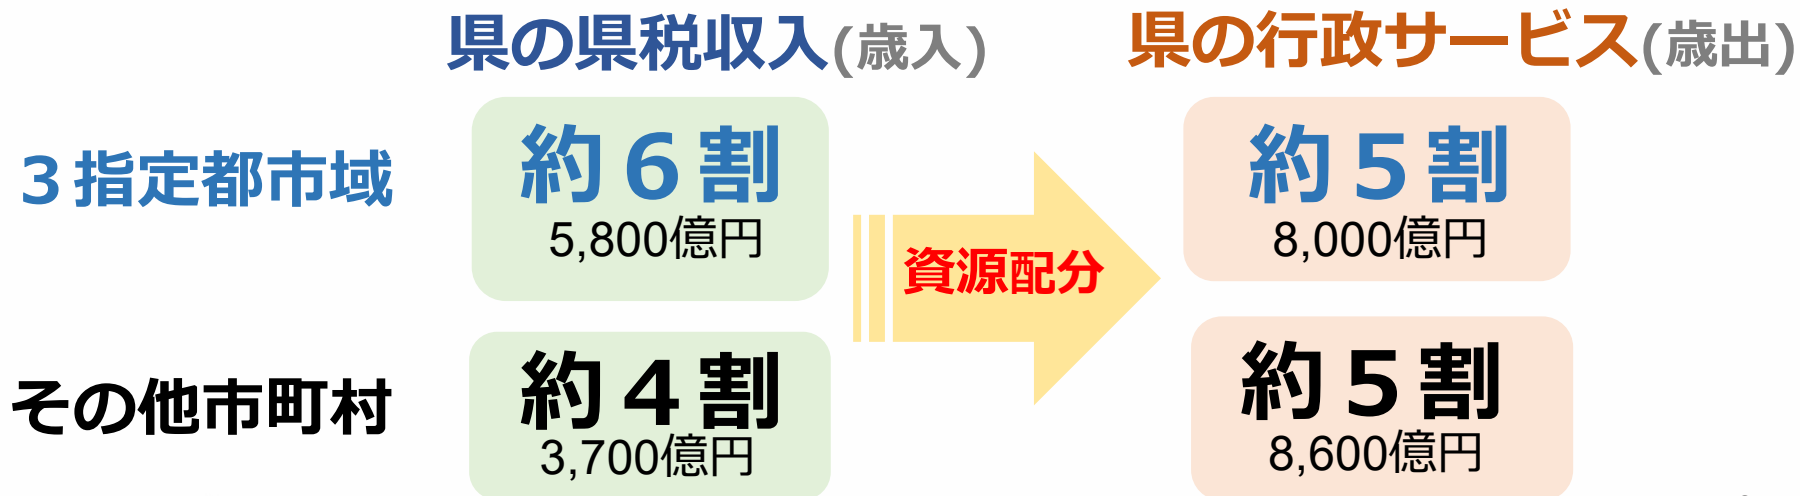 県の県税収入(歳入) 県の行政サービス(歳出)
３指定都市域 約６割 約５割
5,800億円 8,000億円
資源配分
その他市町村 約４割 約５割
3,700億円 8,600億円